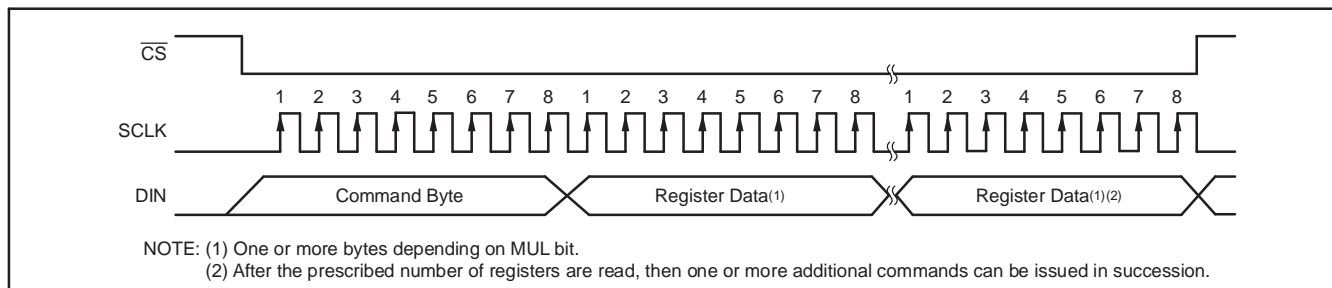 CS
1 2 3 4 5 6 7 8 1 2 3 4 5 6 7 8 1 2 3 4 5 6 7 8
SCLK
DIN Command Byte Register Data(1) Register Data(1)(2)
NOTE: (1) One or more bytes depending on MUL bit.
(2) After the prescribed number of registers are read, then one or more additional commands can be issued in succession.